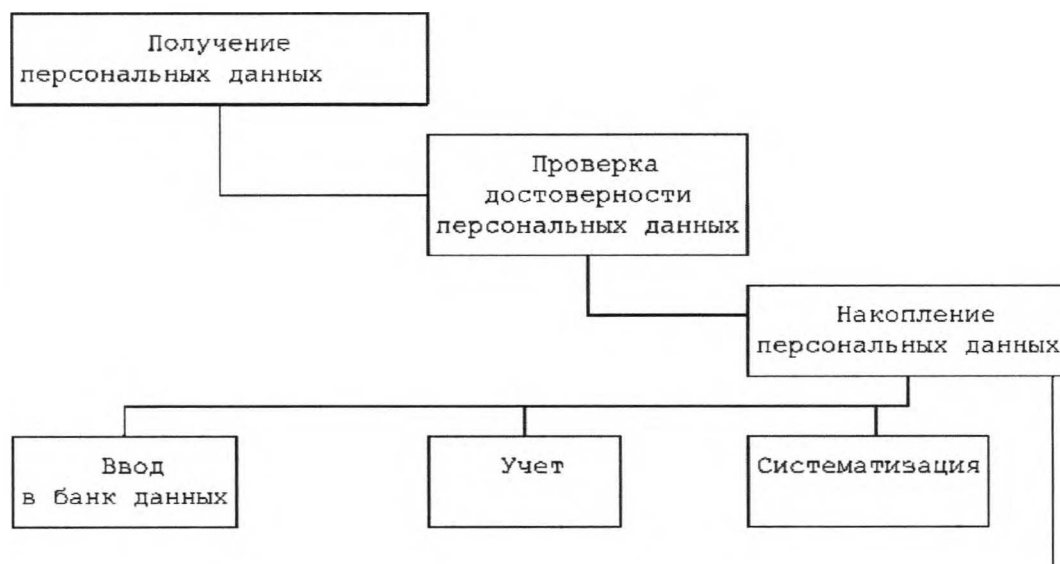 Получение
персональных данных
Проверка
достоверности
персональных данных
Накопление
персональных данных
Ввод
в банк данных
Учет
Систематизация